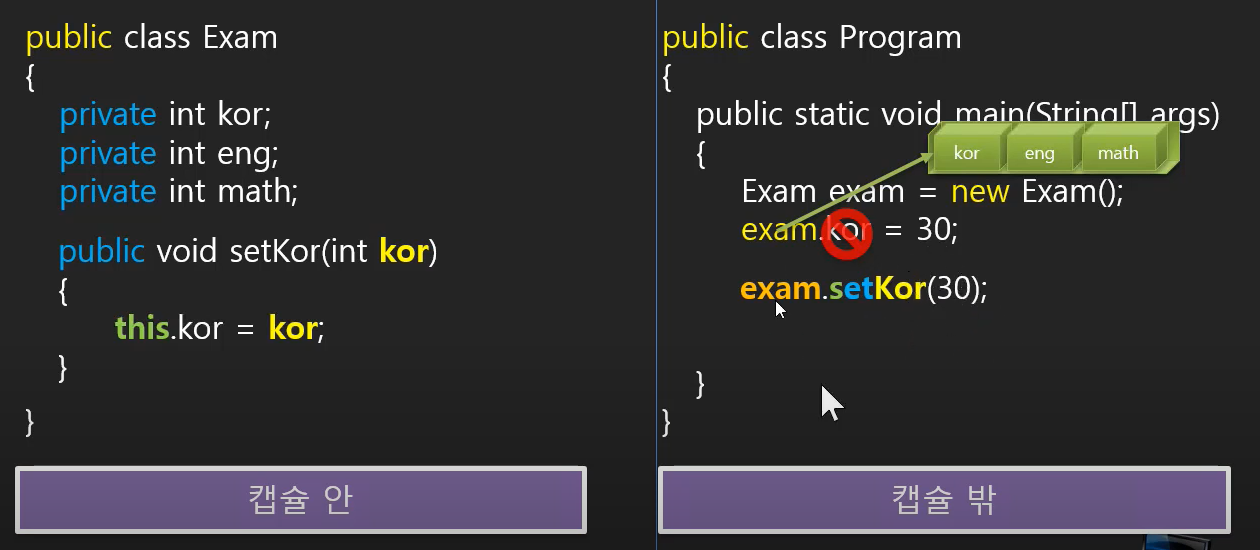 public class Exam
{
private int kor;
private int eng;
private int math;
public void setKor(int kor)
{
this.kor = kor;
}
}
캡슐 안
public class Program
{
public static void main(String[] args)
{
kor eng math
Exam exam = new Exam();
exam.kor = 30;
exam.setKor(30);
}
}
캡슐 밖